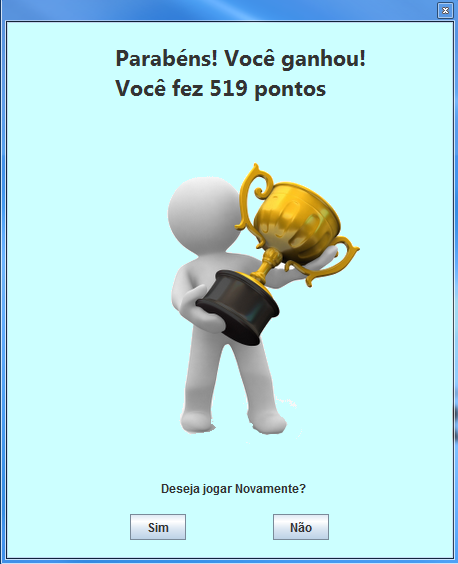 Parabéns! Você ganhou!
Você fez 519 pontos
Deseja jogar Novamente?
Sim
Não